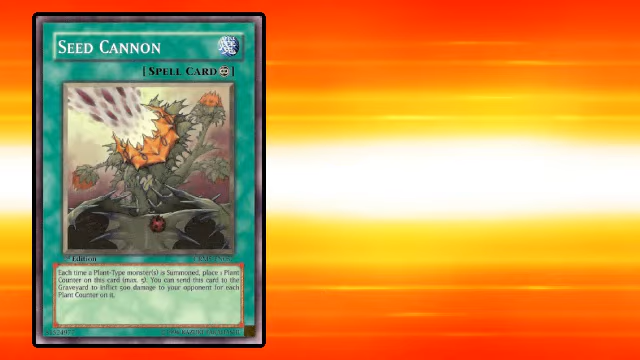 SEED CANNON
[SPELL CARD]
1st Edition
Each time a Plant-Type monster(s) is Summoned, place 1 Plant
Counter on this card (max. 5). You can send this card to the
Graveyard to inflict 500 damage to your opponent for each
Plant Counter on it.